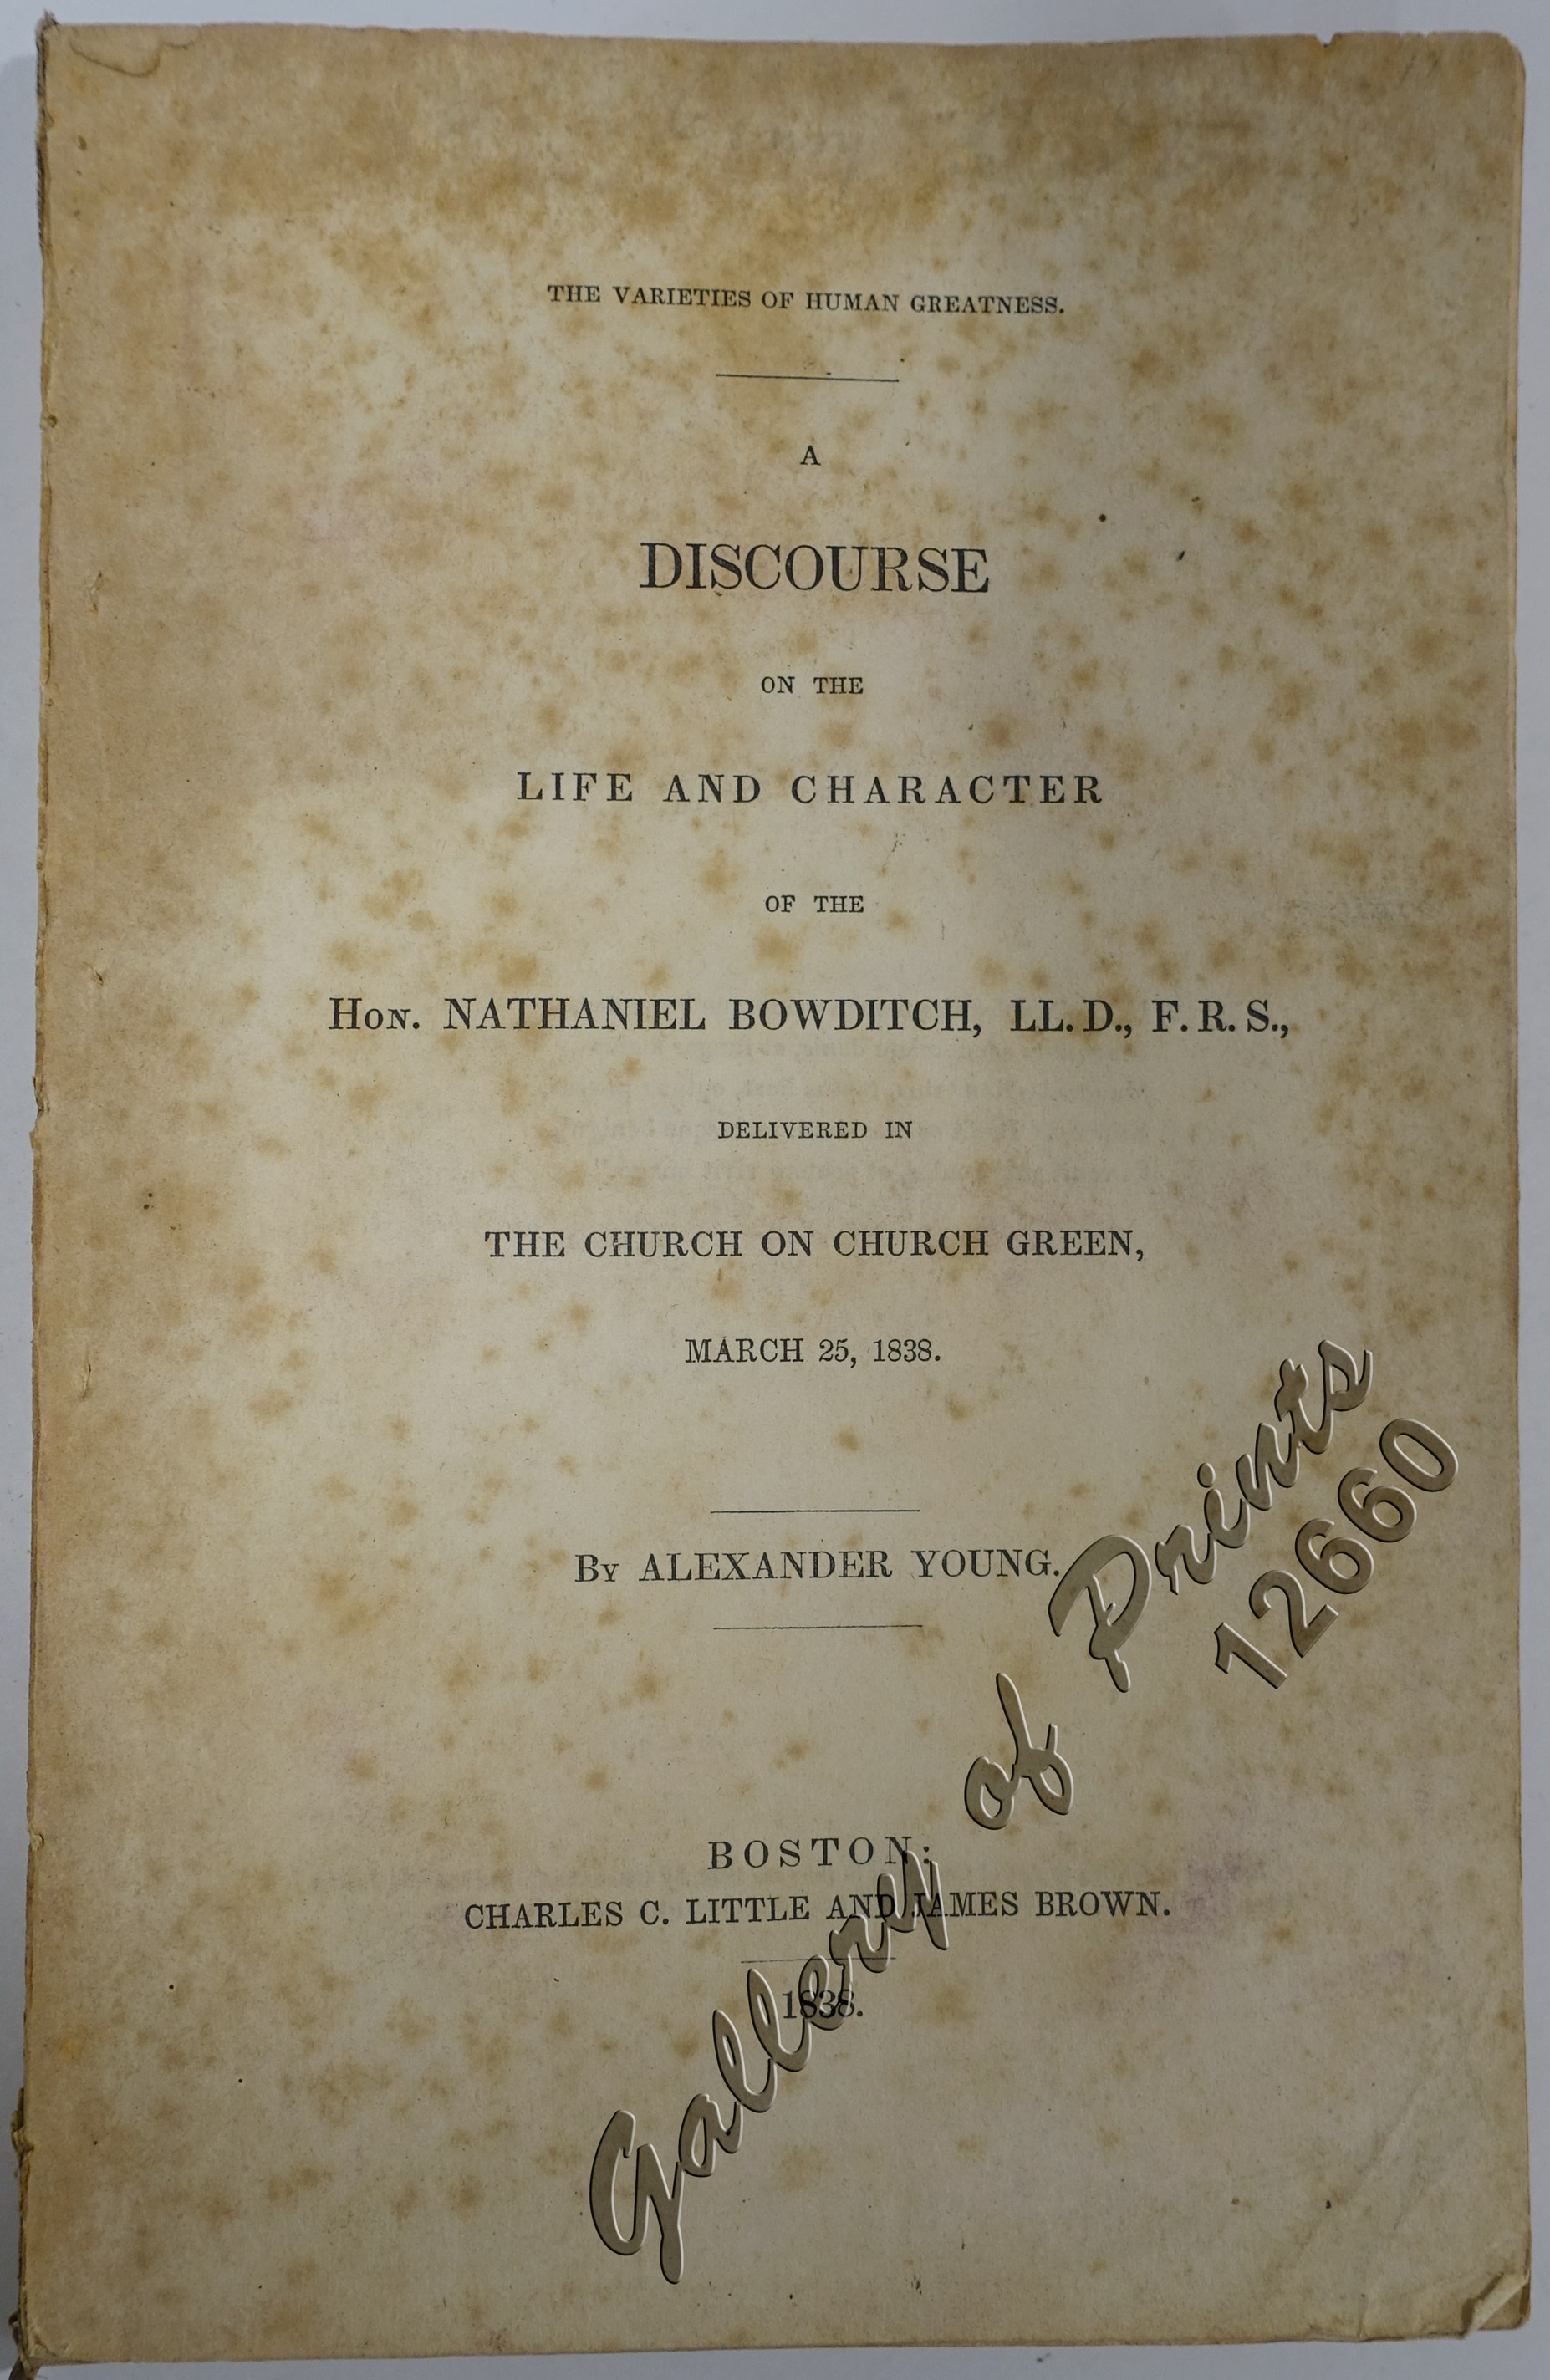 THE VARIETIES OF HUMAN GREATNESS.
A
DISCOURSE
ON THE
LIFE AND CHARACTER
OF THE
HON. NATHANIEL BOWDITCH, LL. D., F. R. S.,
DELIVERED IN
THE CHURCH ON CHURCH GREEN,
MARCH 25, 1838.
BY ALEXANDER YOUNG.
BOSTON:
CHARLES C. LITTLE AND JAMES BROWN.
1838.
Gallery of Prints
12660